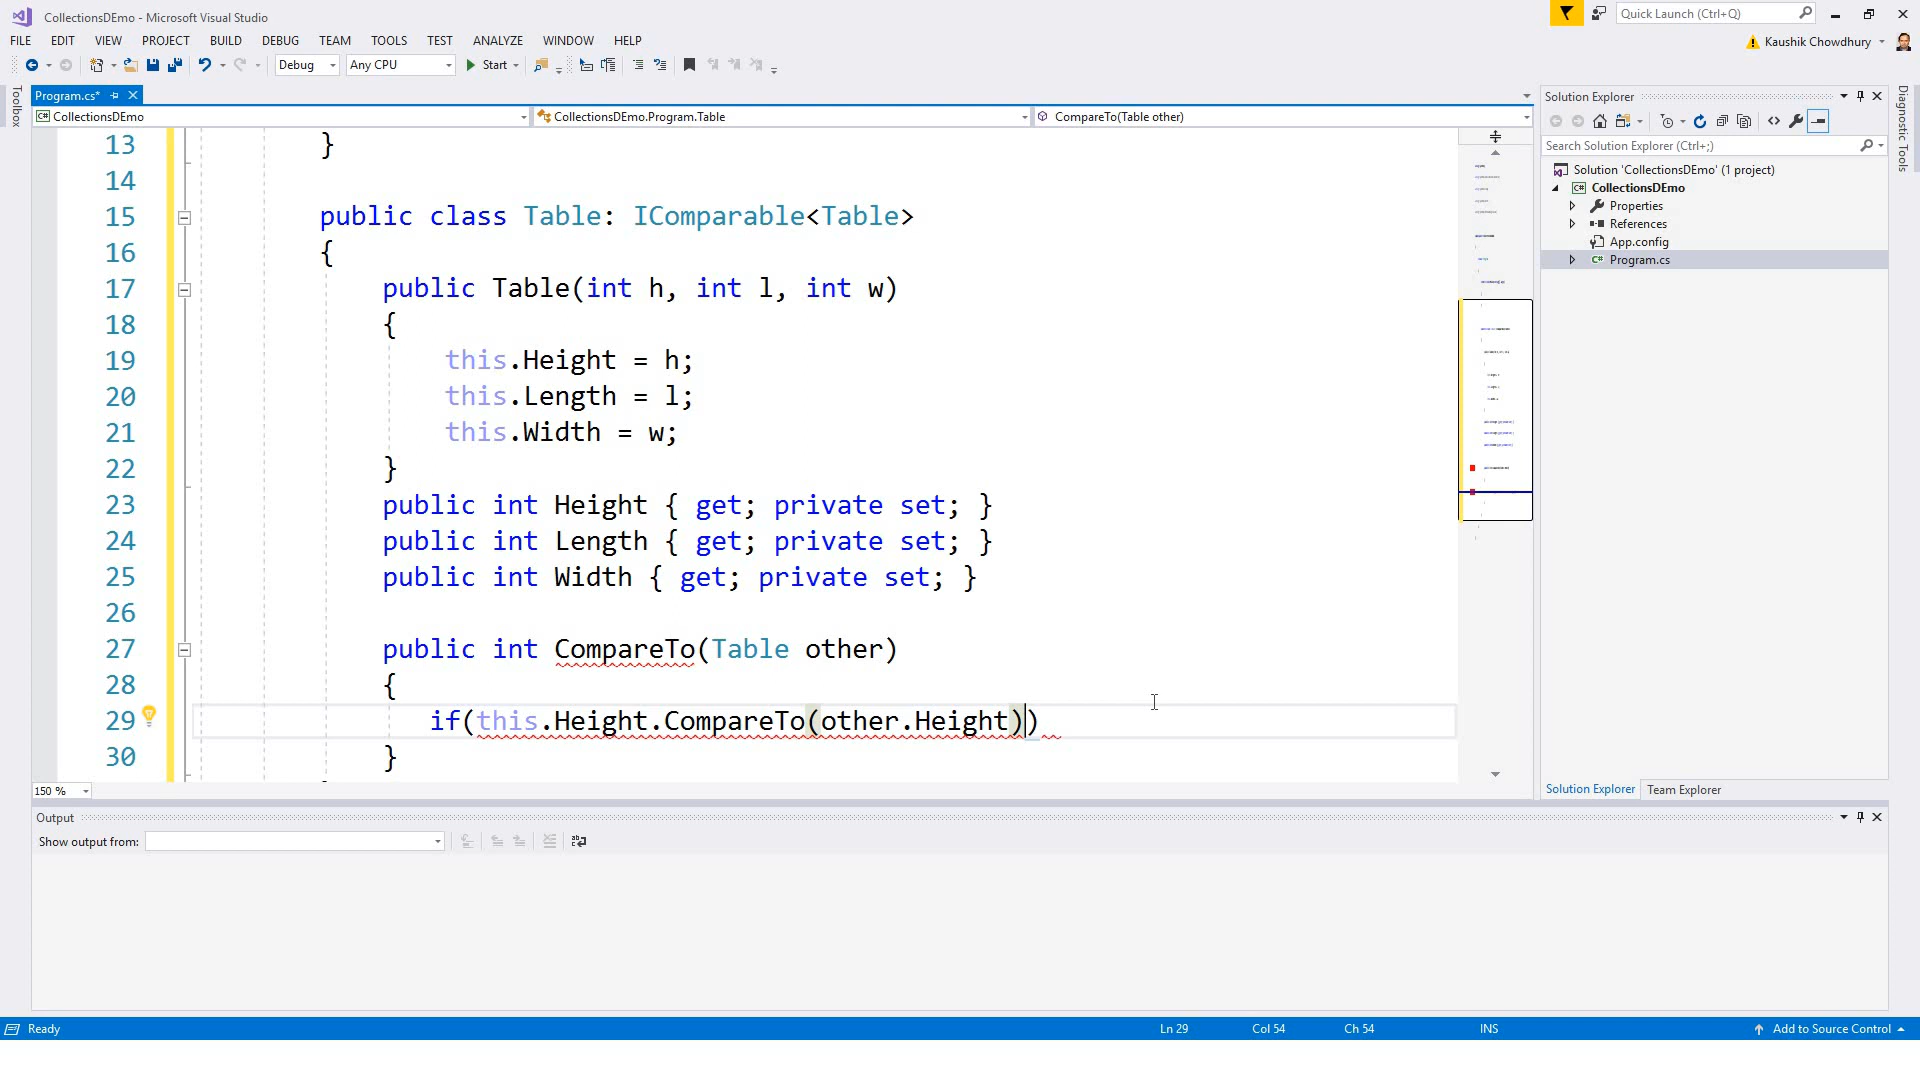 CollectionsDEmo - Microsoft Visual Studio
Quick Launch (Ctrl+Q)
FILE EDIT VIEW PROJECT BUILD DEBUG TEAM TOOLS TEST ANALYZE WINDOW HELP
Kaushik Chowdhury
Debug Any CPU Start
Toolbox
Program.cs*
CollectionsDEmo CollectionsDEmo.Program.Table CompareTo(Table other)
13 }
14
15 public class Table: IComparable<Table>
16 {
17 public Table(int h, int l, int w)
18 {
19 this.Height = h;
20 this.Length = l;
21 this.Width = w;
22 }
23 public int Height { get; private set; }
24 public int Length { get; private set; }
25 public int Width { get; private set; }
26
27 public int CompareTo(Table other)
28 {
29 if(this.Height.CompareTo(other.Height))
30 }
150 %
Solution Explorer
Search Solution Explorer (Ctrl+;)
Solution 'CollectionsDEmo' (1 project)
CollectionsDEmo
Properties
References
App.config
Program.cs
Solution Explorer Team Explorer
Diagnostic Tools
Output
Show output from:
Ready Ln 29 Col 54 Ch 54 INS Add to Source Control